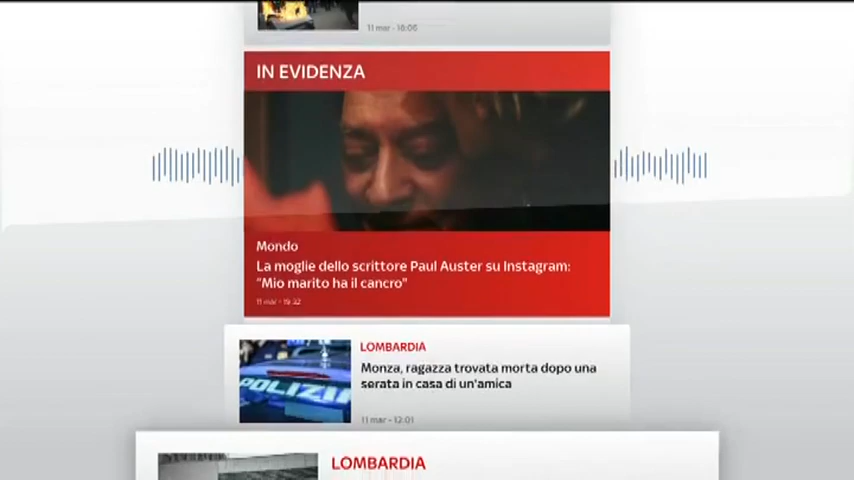 11 mar - 18:06
IN EVIDENZA
Mondo
La moglie dello scrittore Paul Auster su Instagram:
"Mio marito ha il cancro"
11 mar - 19:32
LOMBARDIA
Monza, ragazza trovata morta dopo una
serata in casa di un'amica
POLIZI
11 mar - 12:01
LOMBARDIA